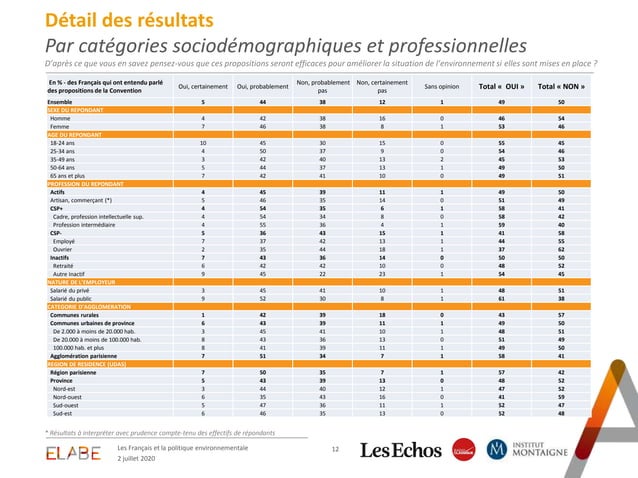 Détail des résultats
Par catégories sociodémographiques et professionnelles
D'après ce que vous en savez pensez-vous que ces propositions seront efficaces pour améliorer la situation de l'environnement si elles sont mises en place ?
En % - des Français qui ont entendu parlé des propositions de la Convention Oui, certainement Oui, probablement Non, probablement pas Non, certainement pas Sans opinion Total « OUI » Total « NON »
Ensemble 5 44 38 12 1 49 50
SEXE DU REPONDANT
Homme 4 42 38 16 0 46 54
Femme 7 46 38 8 1 53 46
AGE DU REPONDANT
18-24 ans 10 45 30 15 0 55 45
25-34 ans 4 50 37 9 0 54 46
35-49 ans 3 42 40 13 2 45 53
50-64 ans 5 44 37 13 1 49 50
65 ans et plus 7 42 41 10 0 49 51
PROFESSION DU REPONDANT
Actifs 4 45 39 11 1 49 50
Artisan, commerçant (*) 5 46 35 14 0 51 49
CSP+ 4 54 35 6 1 58 41
Cadre, profession intellectuelle sup. 4 54 34 8 0 58 42
Profession intermédiaire 4 55 36 4 1 59 40
CSP- 5 36 43 15 1 41 58
Employé 7 37 42 13 1 44 55
Ouvrier 2 35 44 18 1 37 62
Inactifs 7 43 36 14 0 50 50
Retraité 6 42 42 10 0 48 52
Autre inactif 9 45 22 23 1 54 45
NATURE DE L'EMPLOYEUR
Salarié du privé 3 45 41 10 1 48 51
Salarié du public 9 52 30 8 1 61 38
CATEGORIE D'AGGLOMERATION
Communes rurales 1 42 39 18 0 43 57
Communes urbaines de province 6 43 39 11 1 49 50
De 2.000 à moins de 20.000 hab. 3 45 41 10 1 48 51
De 20.000 à moins de 100.000 hab. 8 43 36 13 0 51 49
100.000 hab. et plus 8 41 39 11 1 49 50
Agglomération parisienne 7 51 34 7 1 58 41
REGION DE RESIDENCE (UDA5)
Région parisienne 7 50 35 7 1 57 42
Province 5 43 39 13 0 48 52
Nord-est 3 44 40 12 1 47 52
Nord-ouest 6 35 43 16 0 41 59
Sud-ouest 5 47 36 11 1 52 47
Sud-est 6 46 35 13 0 52 48
* Résultats à interpréter avec prudence compte-tenu des effectifs de répondants
ELABE
Les Français et la politique environnementale
2 juillet 2020
12
LesEchos
RADIO CLASSIQUE
M
INSTITUT MONTAIGNE